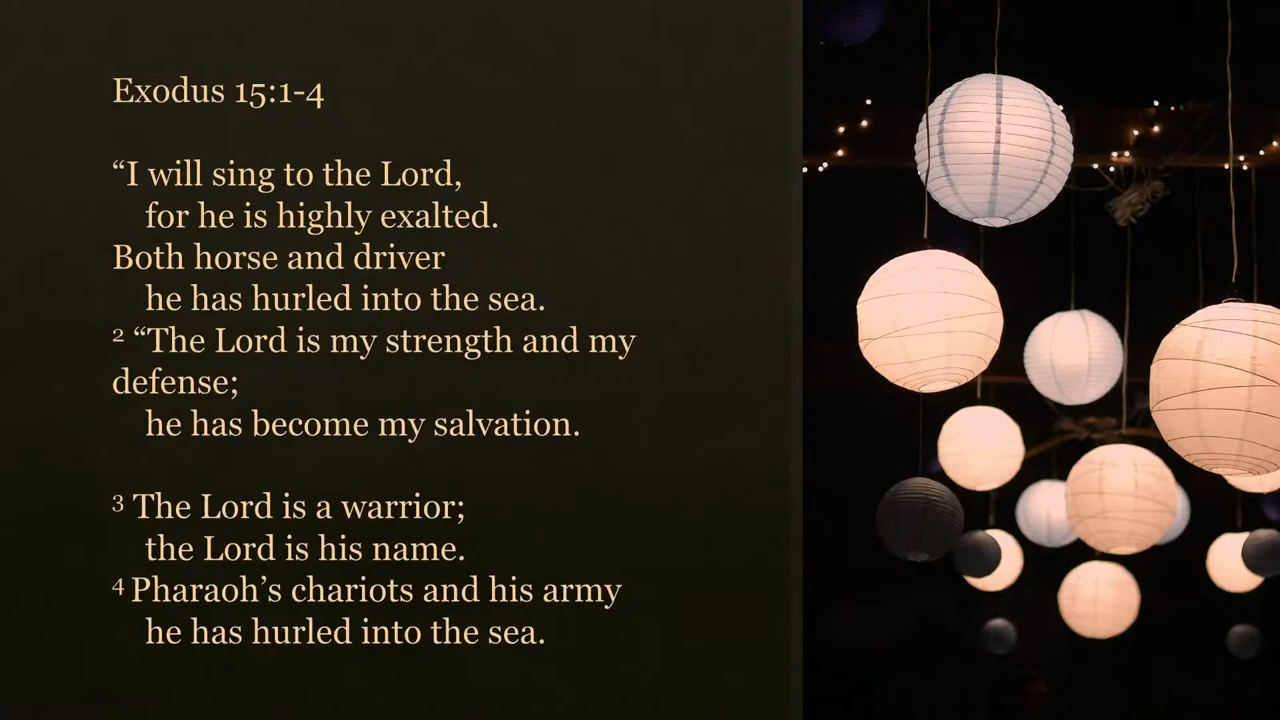 Exodus 15:1-4
“I will sing to the Lord,
for he is highly exalted.
Both horse and driver
he has hurled into the sea.
² “The Lord is my strength and my
defense;
he has become my salvation.
³ The Lord is a warrior;
the Lord is his name.
⁴ Pharaoh’s chariots and his army
he has hurled into the sea.